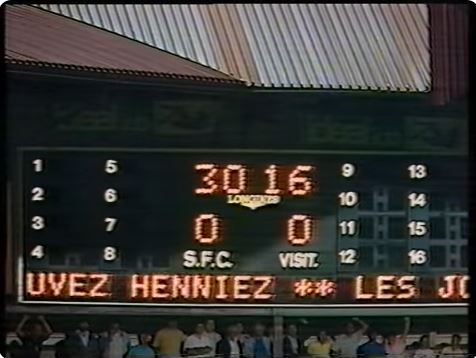 1 5 30 16 9 13
2 6 LONGINES 10 14
3 7 0 0 11 15
4 8 S.F.C. VISIT. 12 16
UVEZ HENNIEZ ** LES